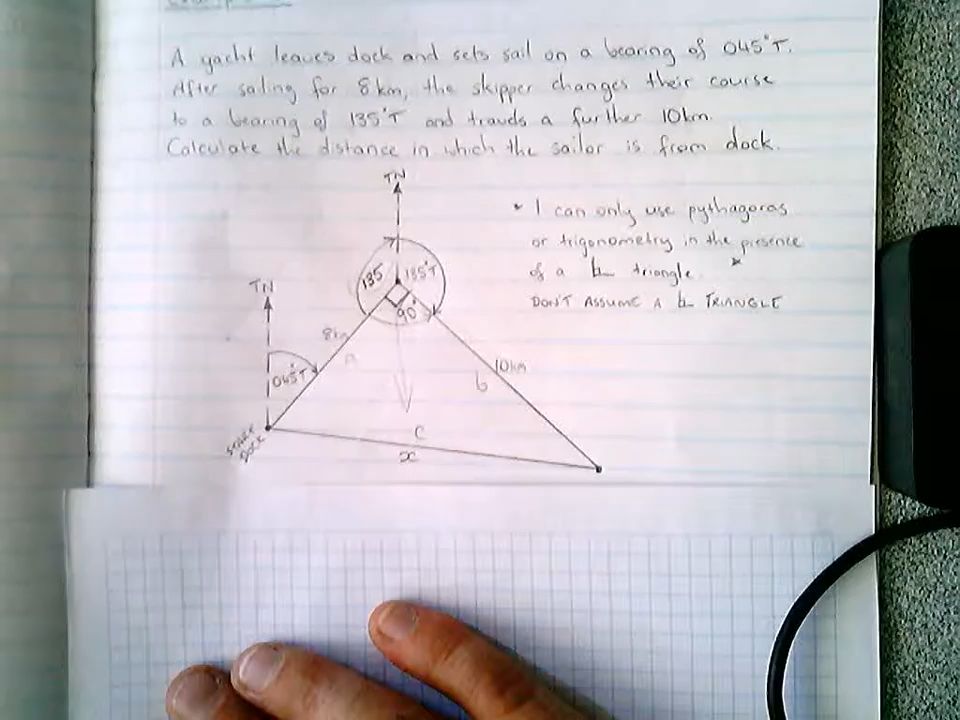 A yacht leaves dock and sets sail on a bearing of 045°T.
After sailing for 8km, the skipper changes their course
to a bearing of 135°T and travels a further 10km.
Calculate the distance in which the sailor is from dock.
TN
* I can only use pythagoras
or trigonometry in the presence
of a triangle. *
DON'T ASSUME A TRIANGLE
135
135°T
90°
TN
8km
a
045°T
10km
b
START
DOCK
c
x